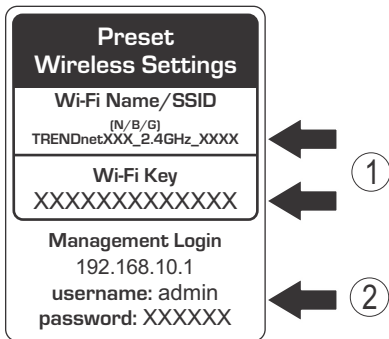 Preset
Wireless Settings
Wi-Fi Name/SSID
(N/B/G)
TRENDnetXXX_2.4GHz_XXXX
1
Wi-Fi Key
XXXXXXXXXXXXX
Management Login
192.168.10.1
username: admin
2
password: XXXXXX